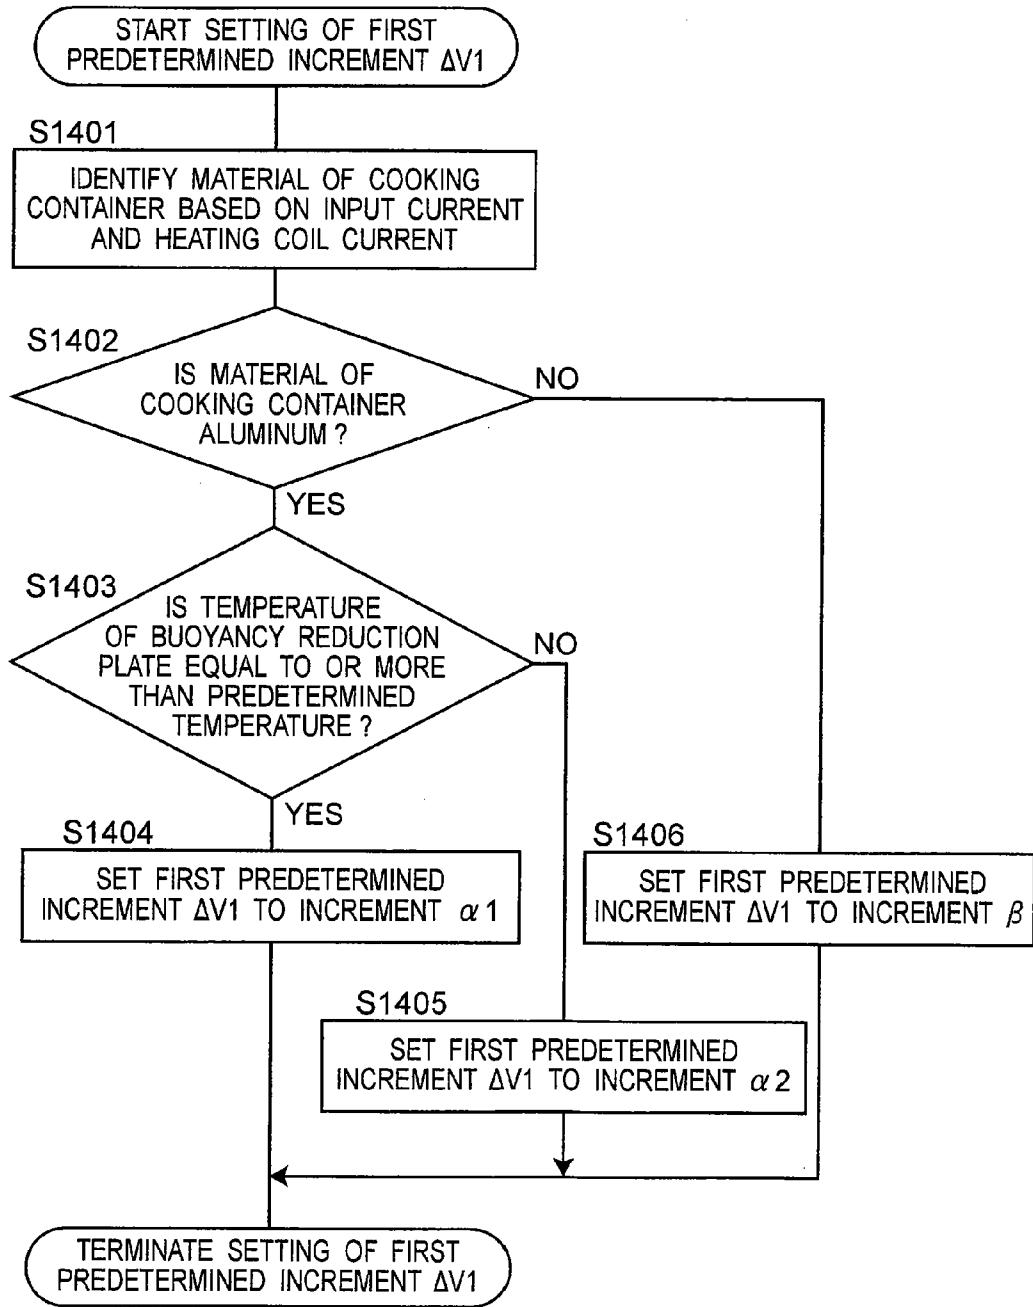 START SETTING OF FIRST
PREDETERMINED INCREMENT ΔV1
S1401
IDENTIFY MATERIAL OF COOKING
CONTAINER BASED ON INPUT CURRENT
AND HEATING COIL CURRENT
S1402
IS MATERIAL OF
COOKING CONTAINER
ALUMINUM ?
NO
YES
S1403
IS TEMPERATURE
OF BUOYANCY REDUCTION
PLATE EQUAL TO OR MORE
THAN PREDETERMINED
TEMPERATURE ?
NO
YES
S1404
SET FIRST PREDETERMINED
INCREMENT ΔV1 TO INCREMENT α1
S1406
SET FIRST PREDETERMINED
INCREMENT ΔV1 TO INCREMENT β
S1405
SET FIRST PREDETERMINED
INCREMENT ΔV1 TO INCREMENT α2
TERMINATE SETTING OF FIRST
PREDETERMINED INCREMENT ΔV1